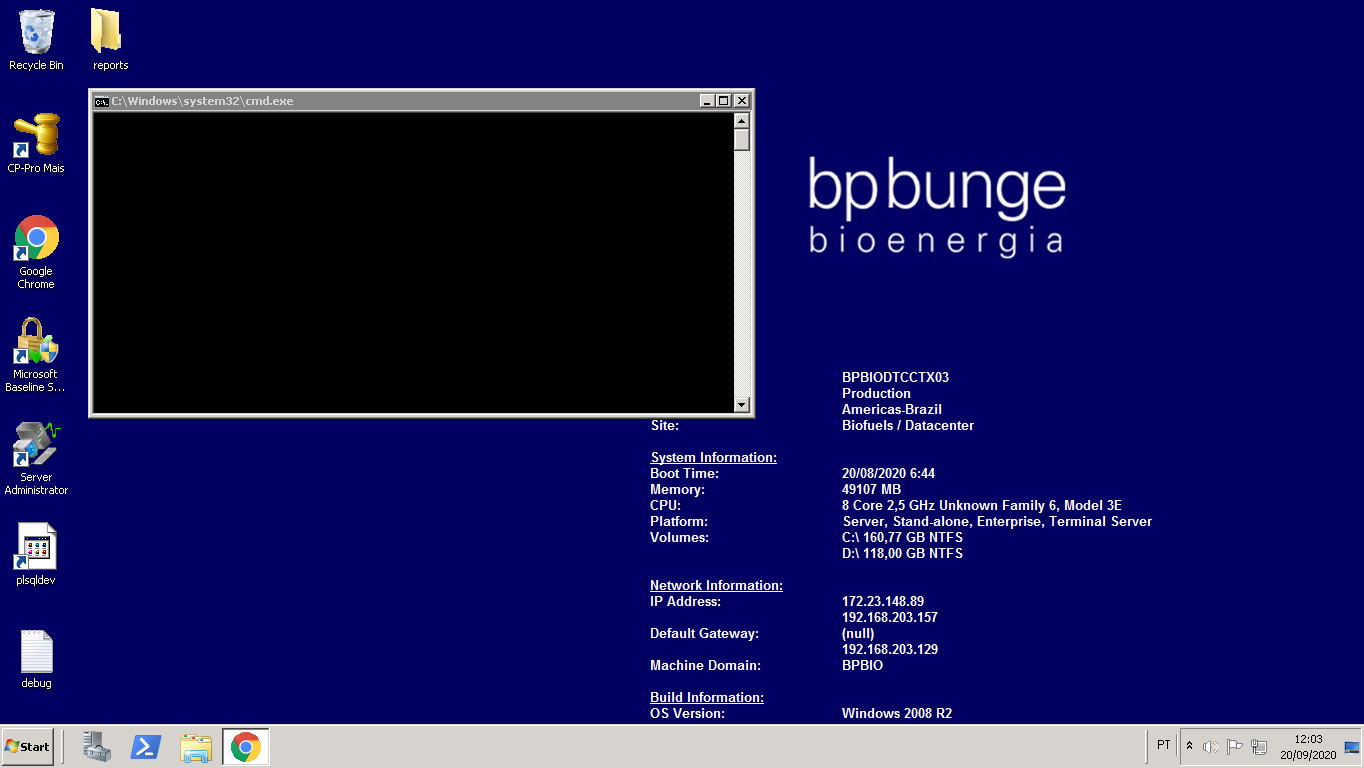 Recycle Bin
reports
C:\Windows\system32\cmd.exe
CP-Pro Mais
Google
Chrome
Microsoft
Baseline S...
Server
Administrator
plsqldev
debug
bpbunge
bioenergia
BPBIODTCCTX03
Production
Americas-Brazil
Site: Biofuels / Datacenter
System Information:
Boot Time: 20/08/2020 6:44
Memory: 49107 MB
CPU: 8 Core 2,5 GHz Unknown Family 6, Model 3E
Platform: Server, Stand-alone, Enterprise, Terminal Server
Volumes: C:\ 160,77 GB NTFS
D:\ 118,00 GB NTFS
Network Information:
IP Address: 172.23.148.89
192.168.203.157
Default Gateway: (null)
192.168.203.129
Machine Domain: BPBIO
Build Information:
OS Version: Windows 2008 R2
Start
PT
12:03
20/09/2020